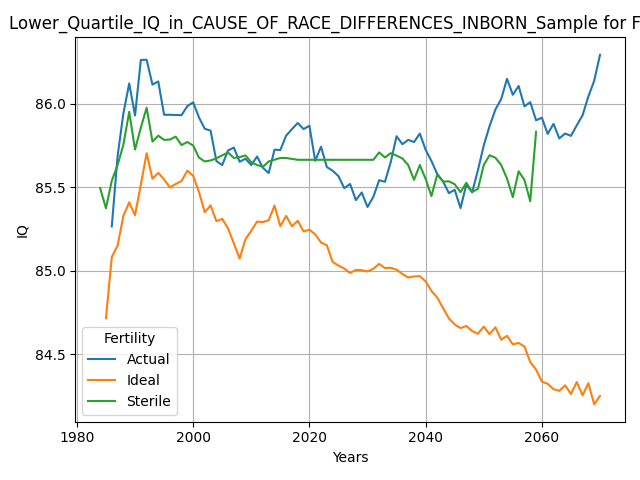 Lower_Quartile_IQ_in_CAUSE_OF_RACE_DIFFERENCES_INBORN_Sample for F
86.0
85.5
85.0
84.5
IQ
Fertility
Actual
Ideal
Sterile
1980 2000 2020 2040 2060
Years